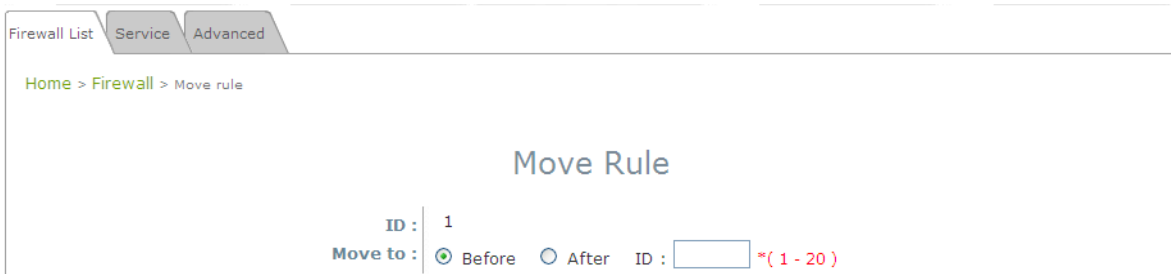 Firewall List Service Advanced
Home > Firewall > Move rule
Move Rule
ID : 1
Move to : Before After ID : *( 1 - 20 )